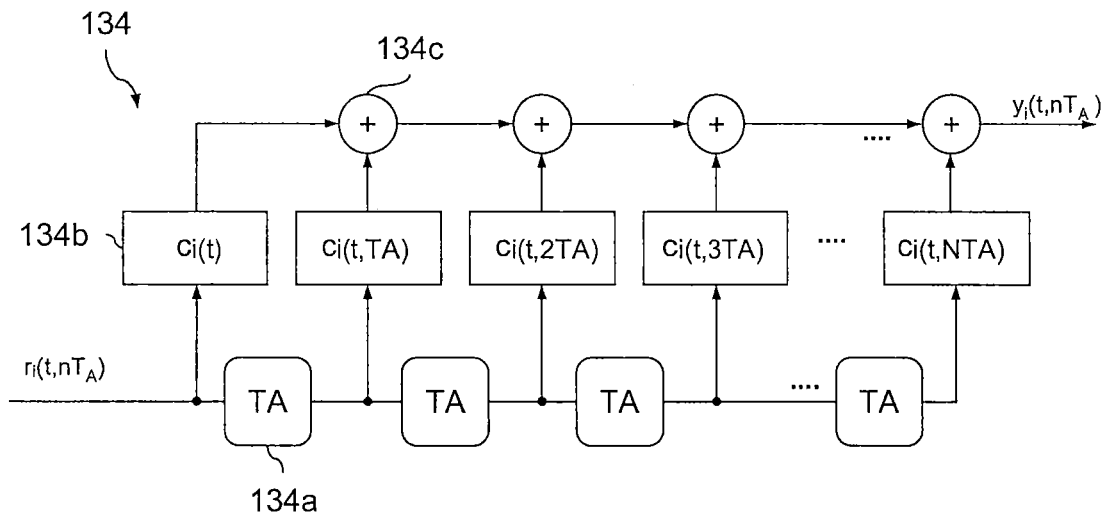 134
134c
+ + + .... +
yi(t,nTA)
134b
ci(t) ci(t,TA) ci(t,2TA) ci(t,3TA) .... ci(t,NTA)
ri(t,nTA)
TA TA TA .... TA
134a